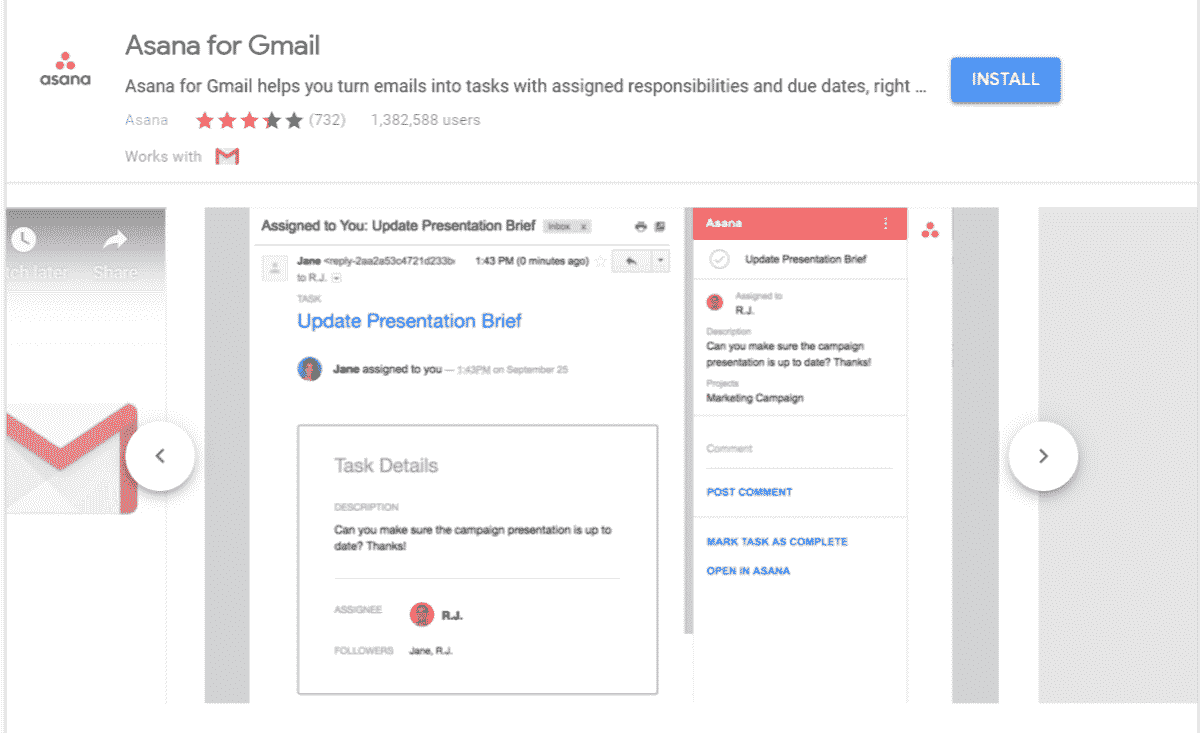 asana
Asana for Gmail
Asana for Gmail helps you turn emails into tasks with assigned responsibilities and due dates, right ...
INSTALL
Asana (732) 1,382,588 users
Works with
tch later Share
Assigned to You: Update Presentation Brief Inbox x
Jane <reply-2aa2a53c4721d233b 1:43 PM (0 minutes ago)
to R.J.
TASK
Update Presentation Brief
Jane assigned to you — 1:43PM on September 25
Task Details
DESCRIPTION
Can you make sure the campaign presentation is up to
date? Thanks!
ASSIGNEE R.J.
FOLLOWERS Jane, R.J.
Asana
Update Presentation Brief
Assigned to
R.J.
Description
Can you make sure the campaign
presentation is up to date? Thanks!
Projects
Marketing Campaign
Comment
POST COMMENT
MARK TASK AS COMPLETE
OPEN IN ASANA